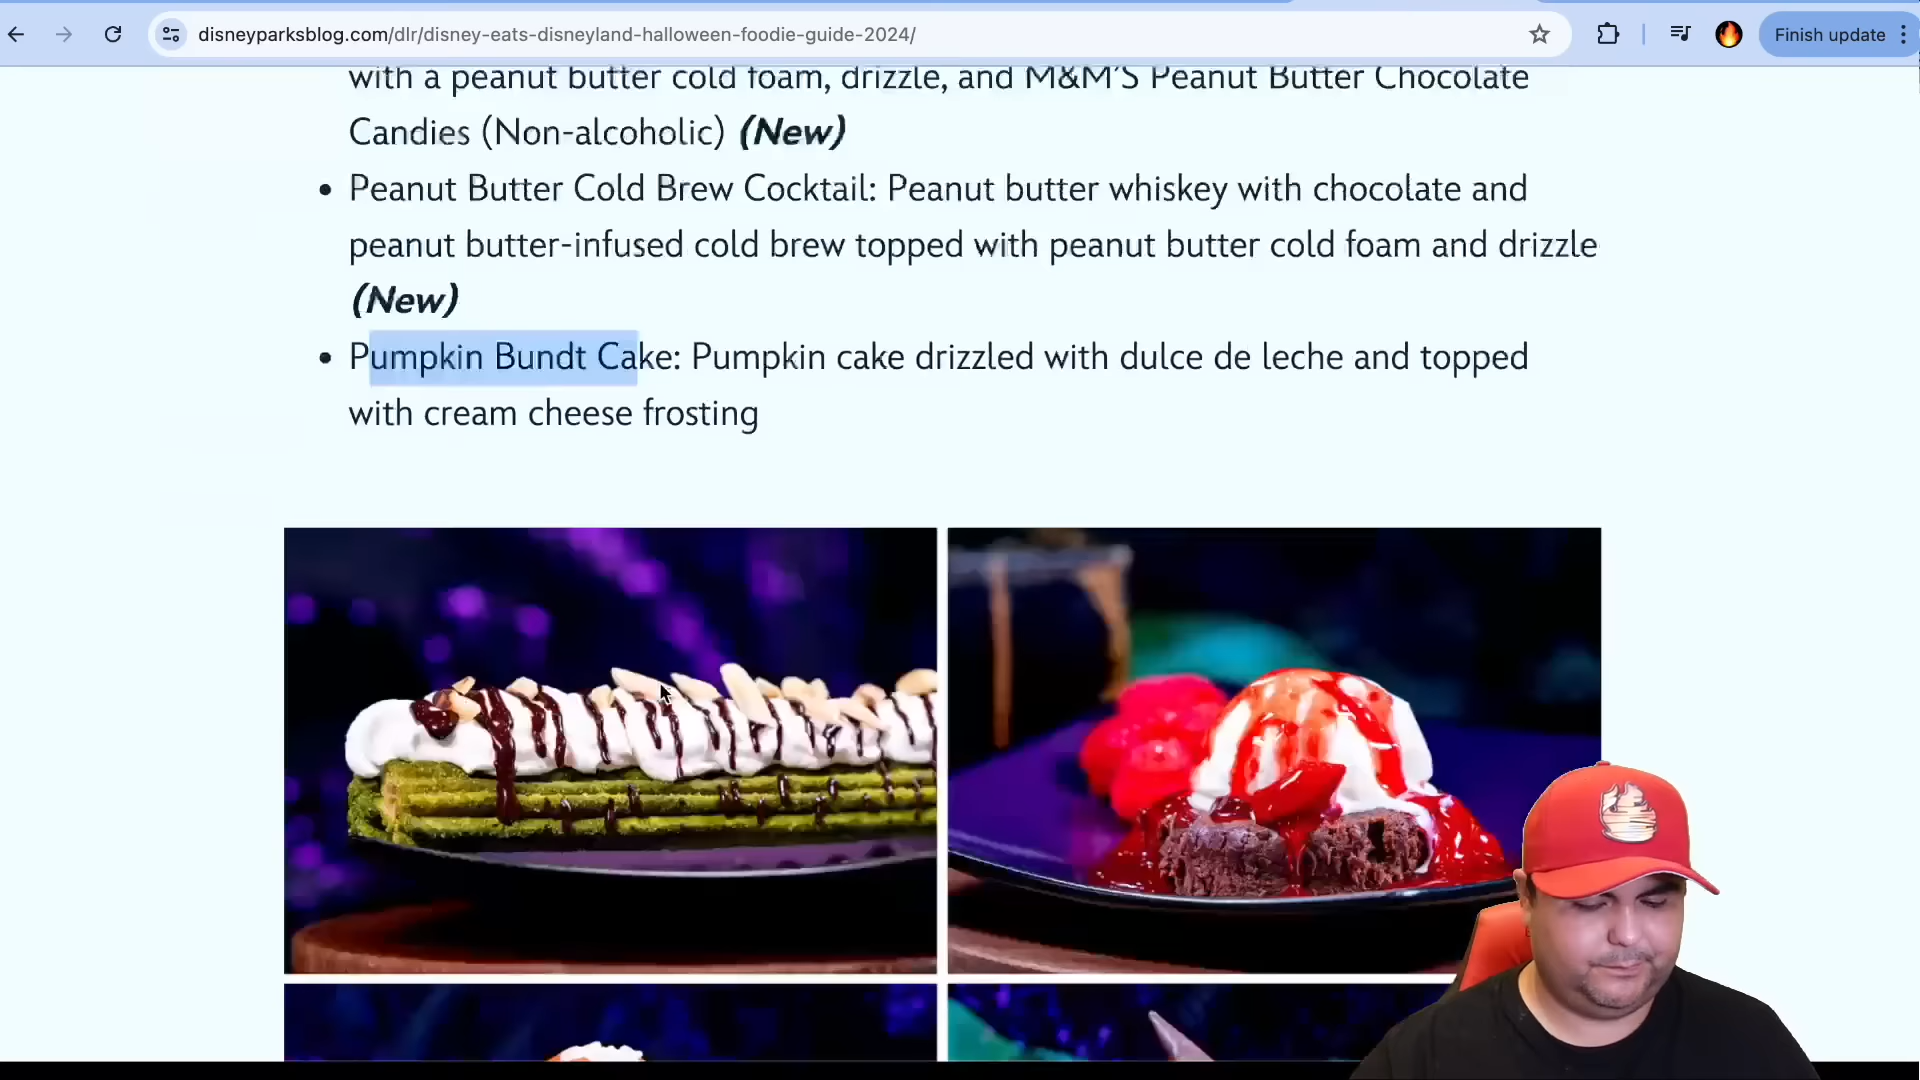 disneyparksblog.com/dlr/disney-eats-disneyland-halloween-foodie-guide-2024/
Finish update
with a peanut butter cold foam, drizzle, and M&M'S Peanut Butter Chocolate
Candies (Non-alcoholic) (New)
• Peanut Butter Cold Brew Cocktail: Peanut butter whiskey with chocolate and
peanut butter-infused cold brew topped with peanut butter cold foam and drizzle
(New)
• Pumpkin Bundt Cake: Pumpkin cake drizzled with dulce de leche and topped
with cream cheese frosting